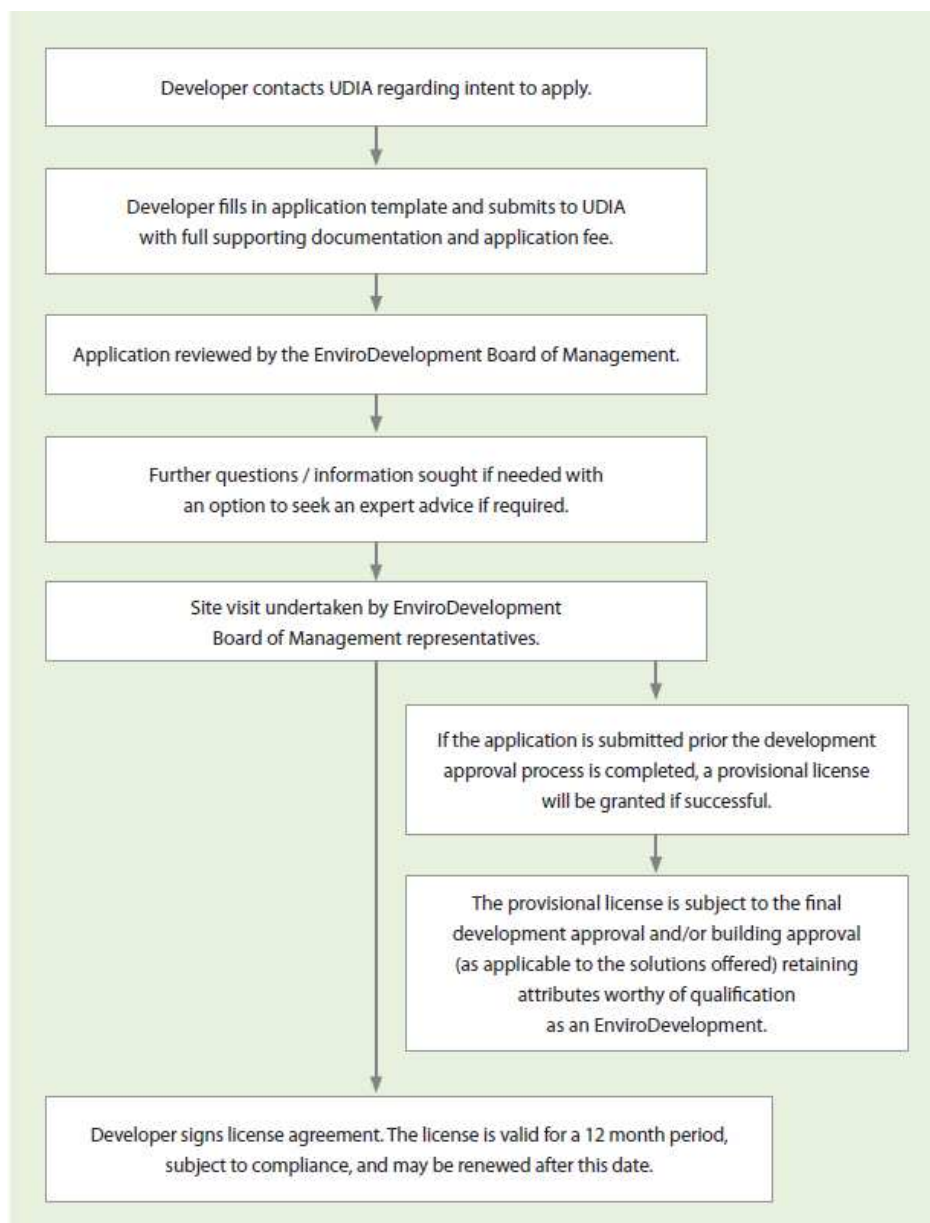 Developer contacts UDIA regarding intent to apply.
Developer fills in application template and submits to UDIA
with full supporting documentation and application fee.
Application reviewed by the EnviroDevelopment Board of Management.
Further questions / information sought if needed with
an option to seek an expert advice if required.
Site visit undertaken by EnviroDevelopment
Board of Management representatives.
If the application is submitted prior the development
approval process is completed, a provisional license
will be granted if successful.
The provisional license is subject to the final
development approval and/or building approval
(as applicable to the solutions offered) retaining
attributes worthy of qualification
as an EnviroDevelopment.
Developer signs license agreement. The license is valid for a 12 month period,
subject to compliance, and may be renewed after this date.